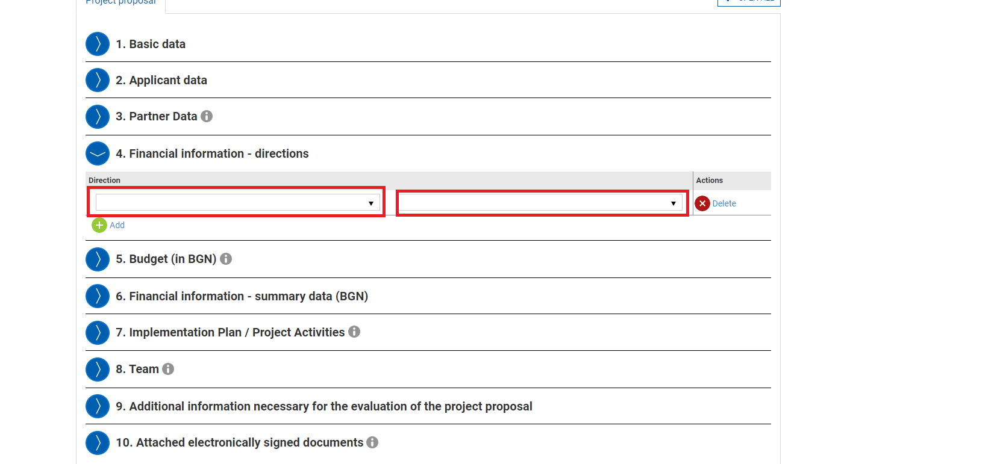 Project proposal
1. Basic data
2. Applicant data
3. Partner Data
4. Financial information - directions
Direction
Actions
Delete
Add
5. Budget (in BGN)
6. Financial information - summary data (BGN)
7. Implementation Plan / Project Activities
8. Team
9. Additional information necessary for the evaluation of the project proposal
10. Attached electronically signed documents